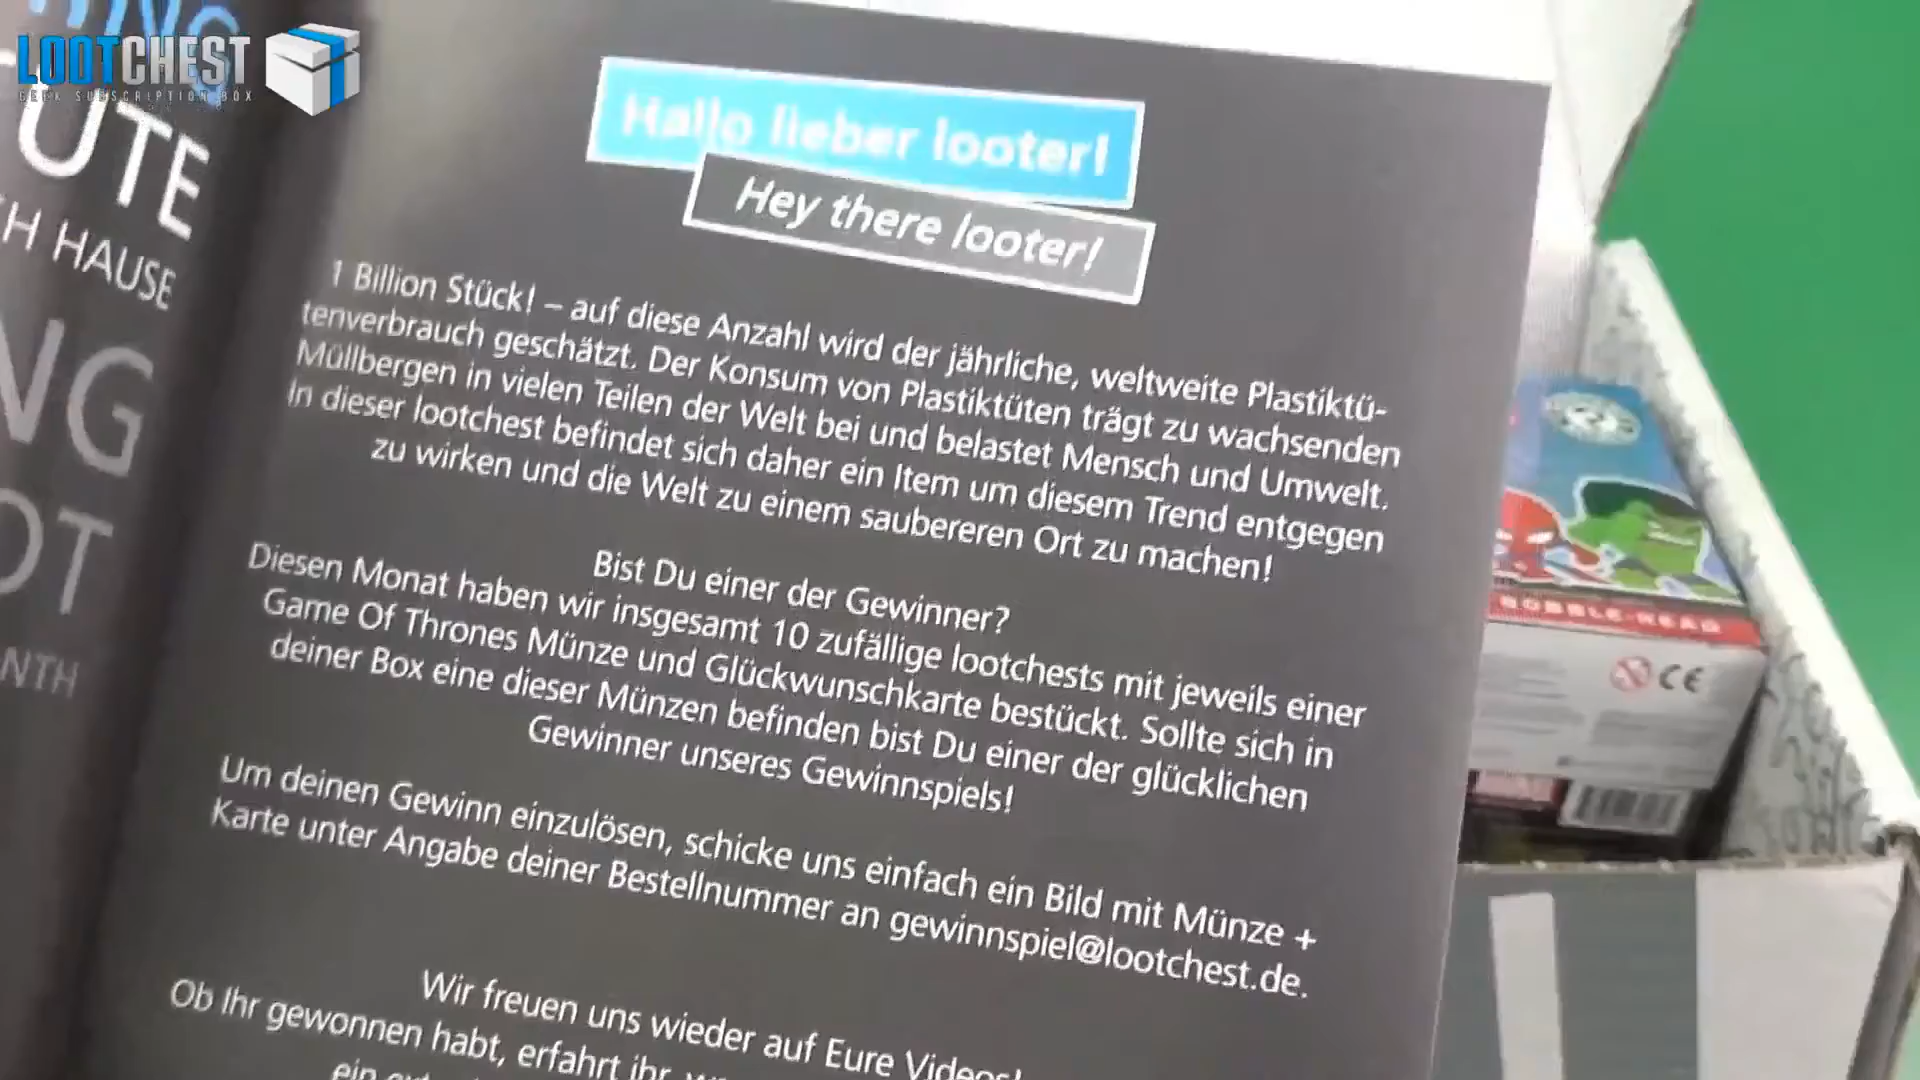 LOOTCHEST
GEEK SUBSCRIPTION BOX
UTE
CH HAUSE
NG
OT
NTH
Hallo lieber looter!
Hey there looter!
1 Billion Stück! – auf diese Anzahl wird der jährliche, weltweite Plastiktü-
tenverbrauch geschätzt. Der Konsum von Plastiktüten trägt zu wachsenden
Müllbergen in vielen Teilen der Welt bei und belastet Mensch und Umwelt.
In dieser lootchest befindet sich daher ein Item um diesem Trend entgegen
zu wirken und die Welt zu einem saubereren Ort zu machen!
Bist Du einer der Gewinner?
Diesen Monat haben wir insgesamt 10 zufällige lootchests mit jeweils einer
Game Of Thrones Münze und Glückwunschkarte bestückt. Sollte sich in
deiner Box eine dieser Münzen befinden bist Du einer der glücklichen
Gewinner unseres Gewinnspiels!
Um deinen Gewinn einzulösen, schicke uns einfach ein Bild mit Münze +
Karte unter Angabe deiner Bestellnummer an gewinnspiel@lootchest.de.
Wir freuen uns wieder auf Eure Videos!
Ob Ihr gewonnen habt, erfahrt ihr
ein
BOBBLE-HEAD
CE